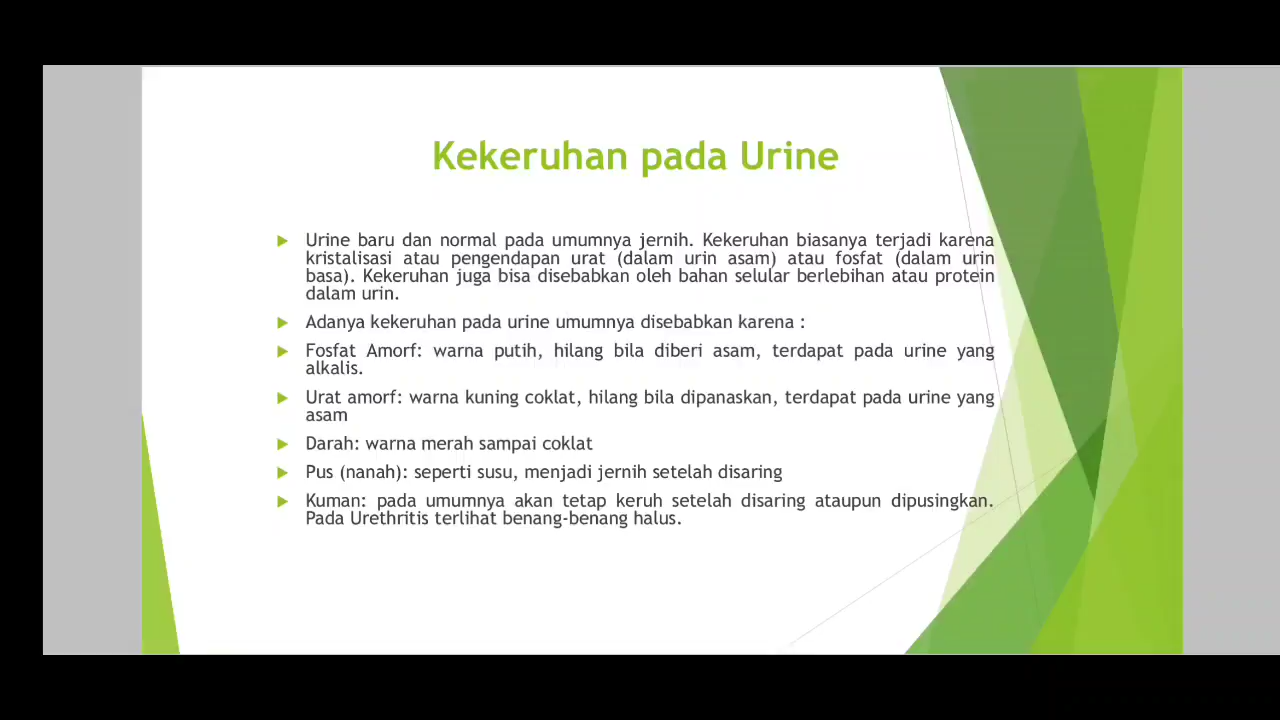 Kekeruhan pada Urine
Urine baru dan normal pada umumnya jernih. Kekeruhan biasanya terjadi karena
kristalisasi atau pengendapan urat (dalam urin asam) atau fosfat (dalam urin
basa). Kekeruhan juga bisa disebabkan oleh bahan selular berlebihan atau protein
dalam urin.
Adanya kekeruhan pada urine umumnya disebabkan karena :
Fosfat Amorf: warna putih, hilang bila diberi asam, terdapat pada urine yang
alkalis.
Urat amorf: warna kuning coklat, hilang bila dipanaskan, terdapat pada urine yang
asam
Darah: warna merah sampai coklat
Pus (nanah): seperti susu, menjadi jernih setelah disaring
Kuman: pada umumnya akan tetap keruh setelah disaring ataupun dipusingkan.
Pada Urethritis terlihat benang-benang halus.